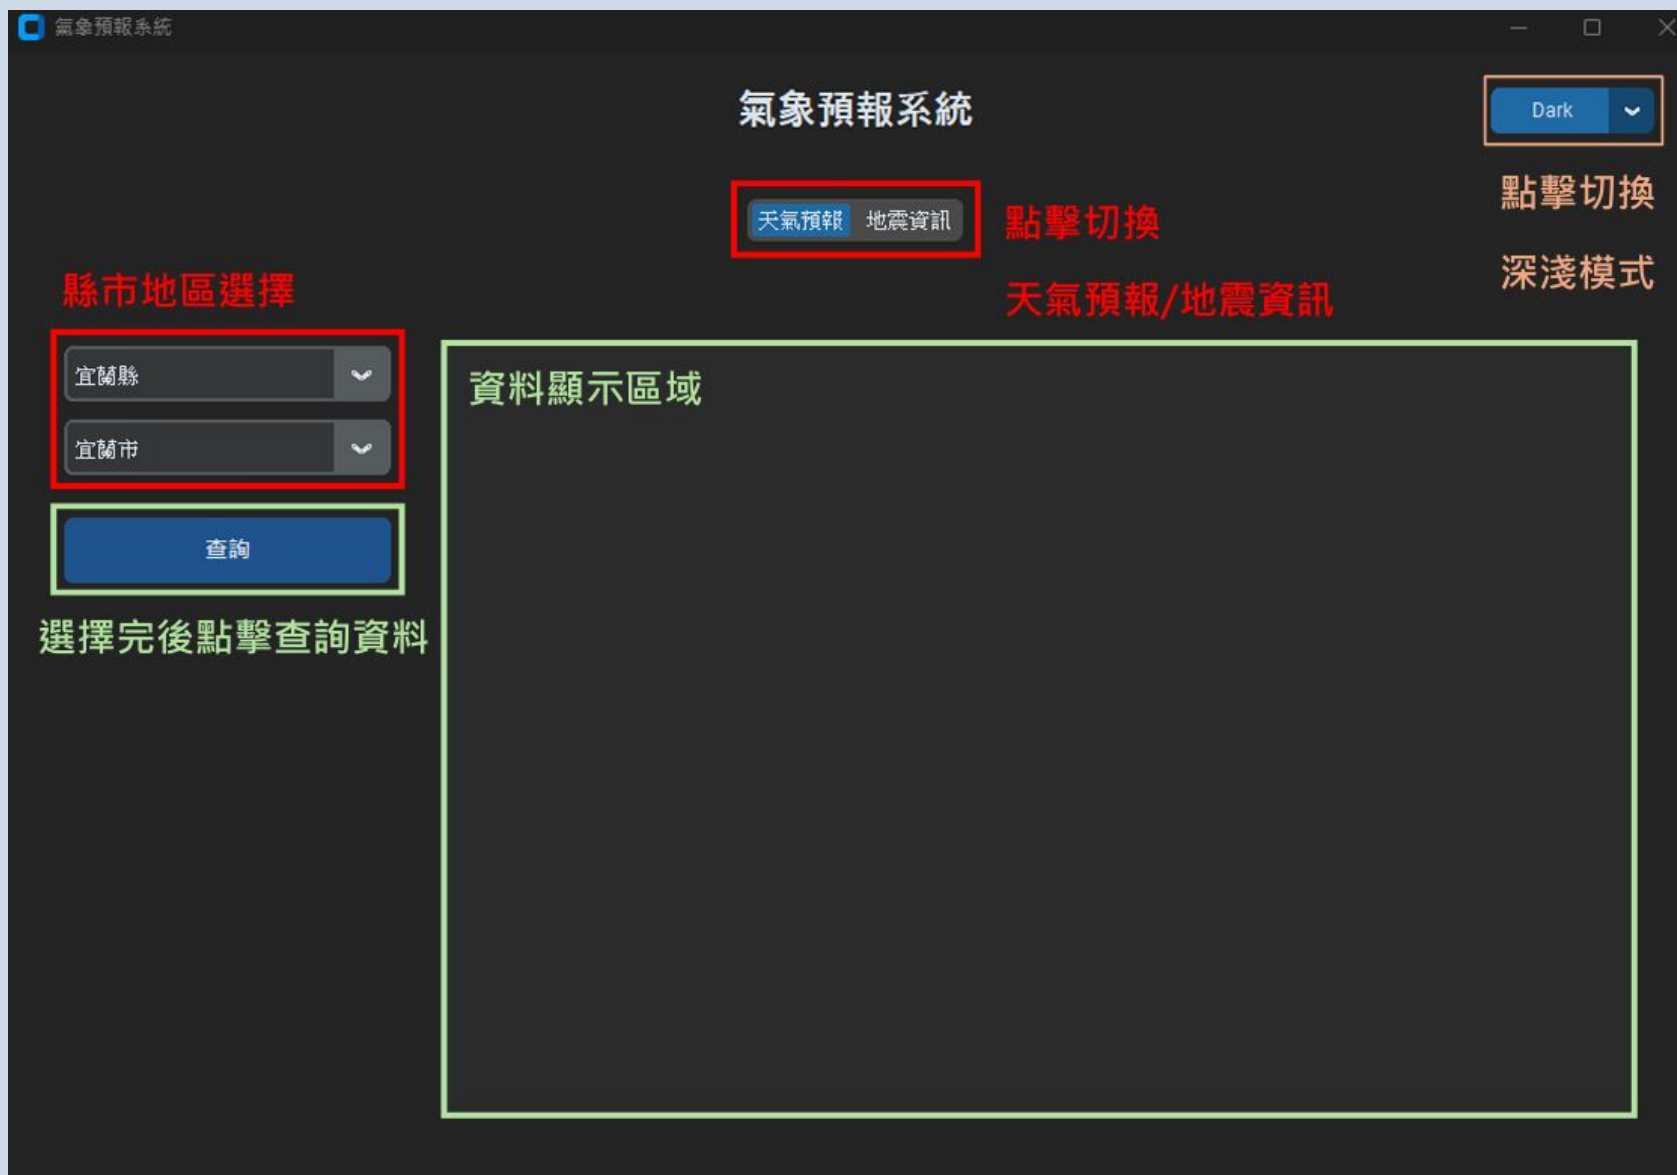 氣象預報系統
氣象預報系統
Dark
點擊切換
深淺模式
天氣預報 地震資訊
點擊切換
天氣預報/地震資訊
縣市地區選擇
宜蘭縣
宜蘭市
查詢
選擇完後點擊查詢資料
資料顯示區域